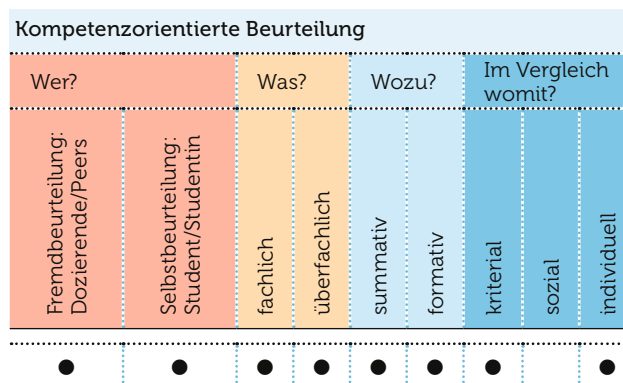 Kompetenzorientierte Beurteilung
Wer?
Was?
Wozu?
Im Vergleich
womit?
Fremdbeurteilung:
Dozierende/Peers
Selbstbeurteilung:
Student/Studentin
fachlich
überfachlich
summativ
formativ
kriterial
sozial
individuell